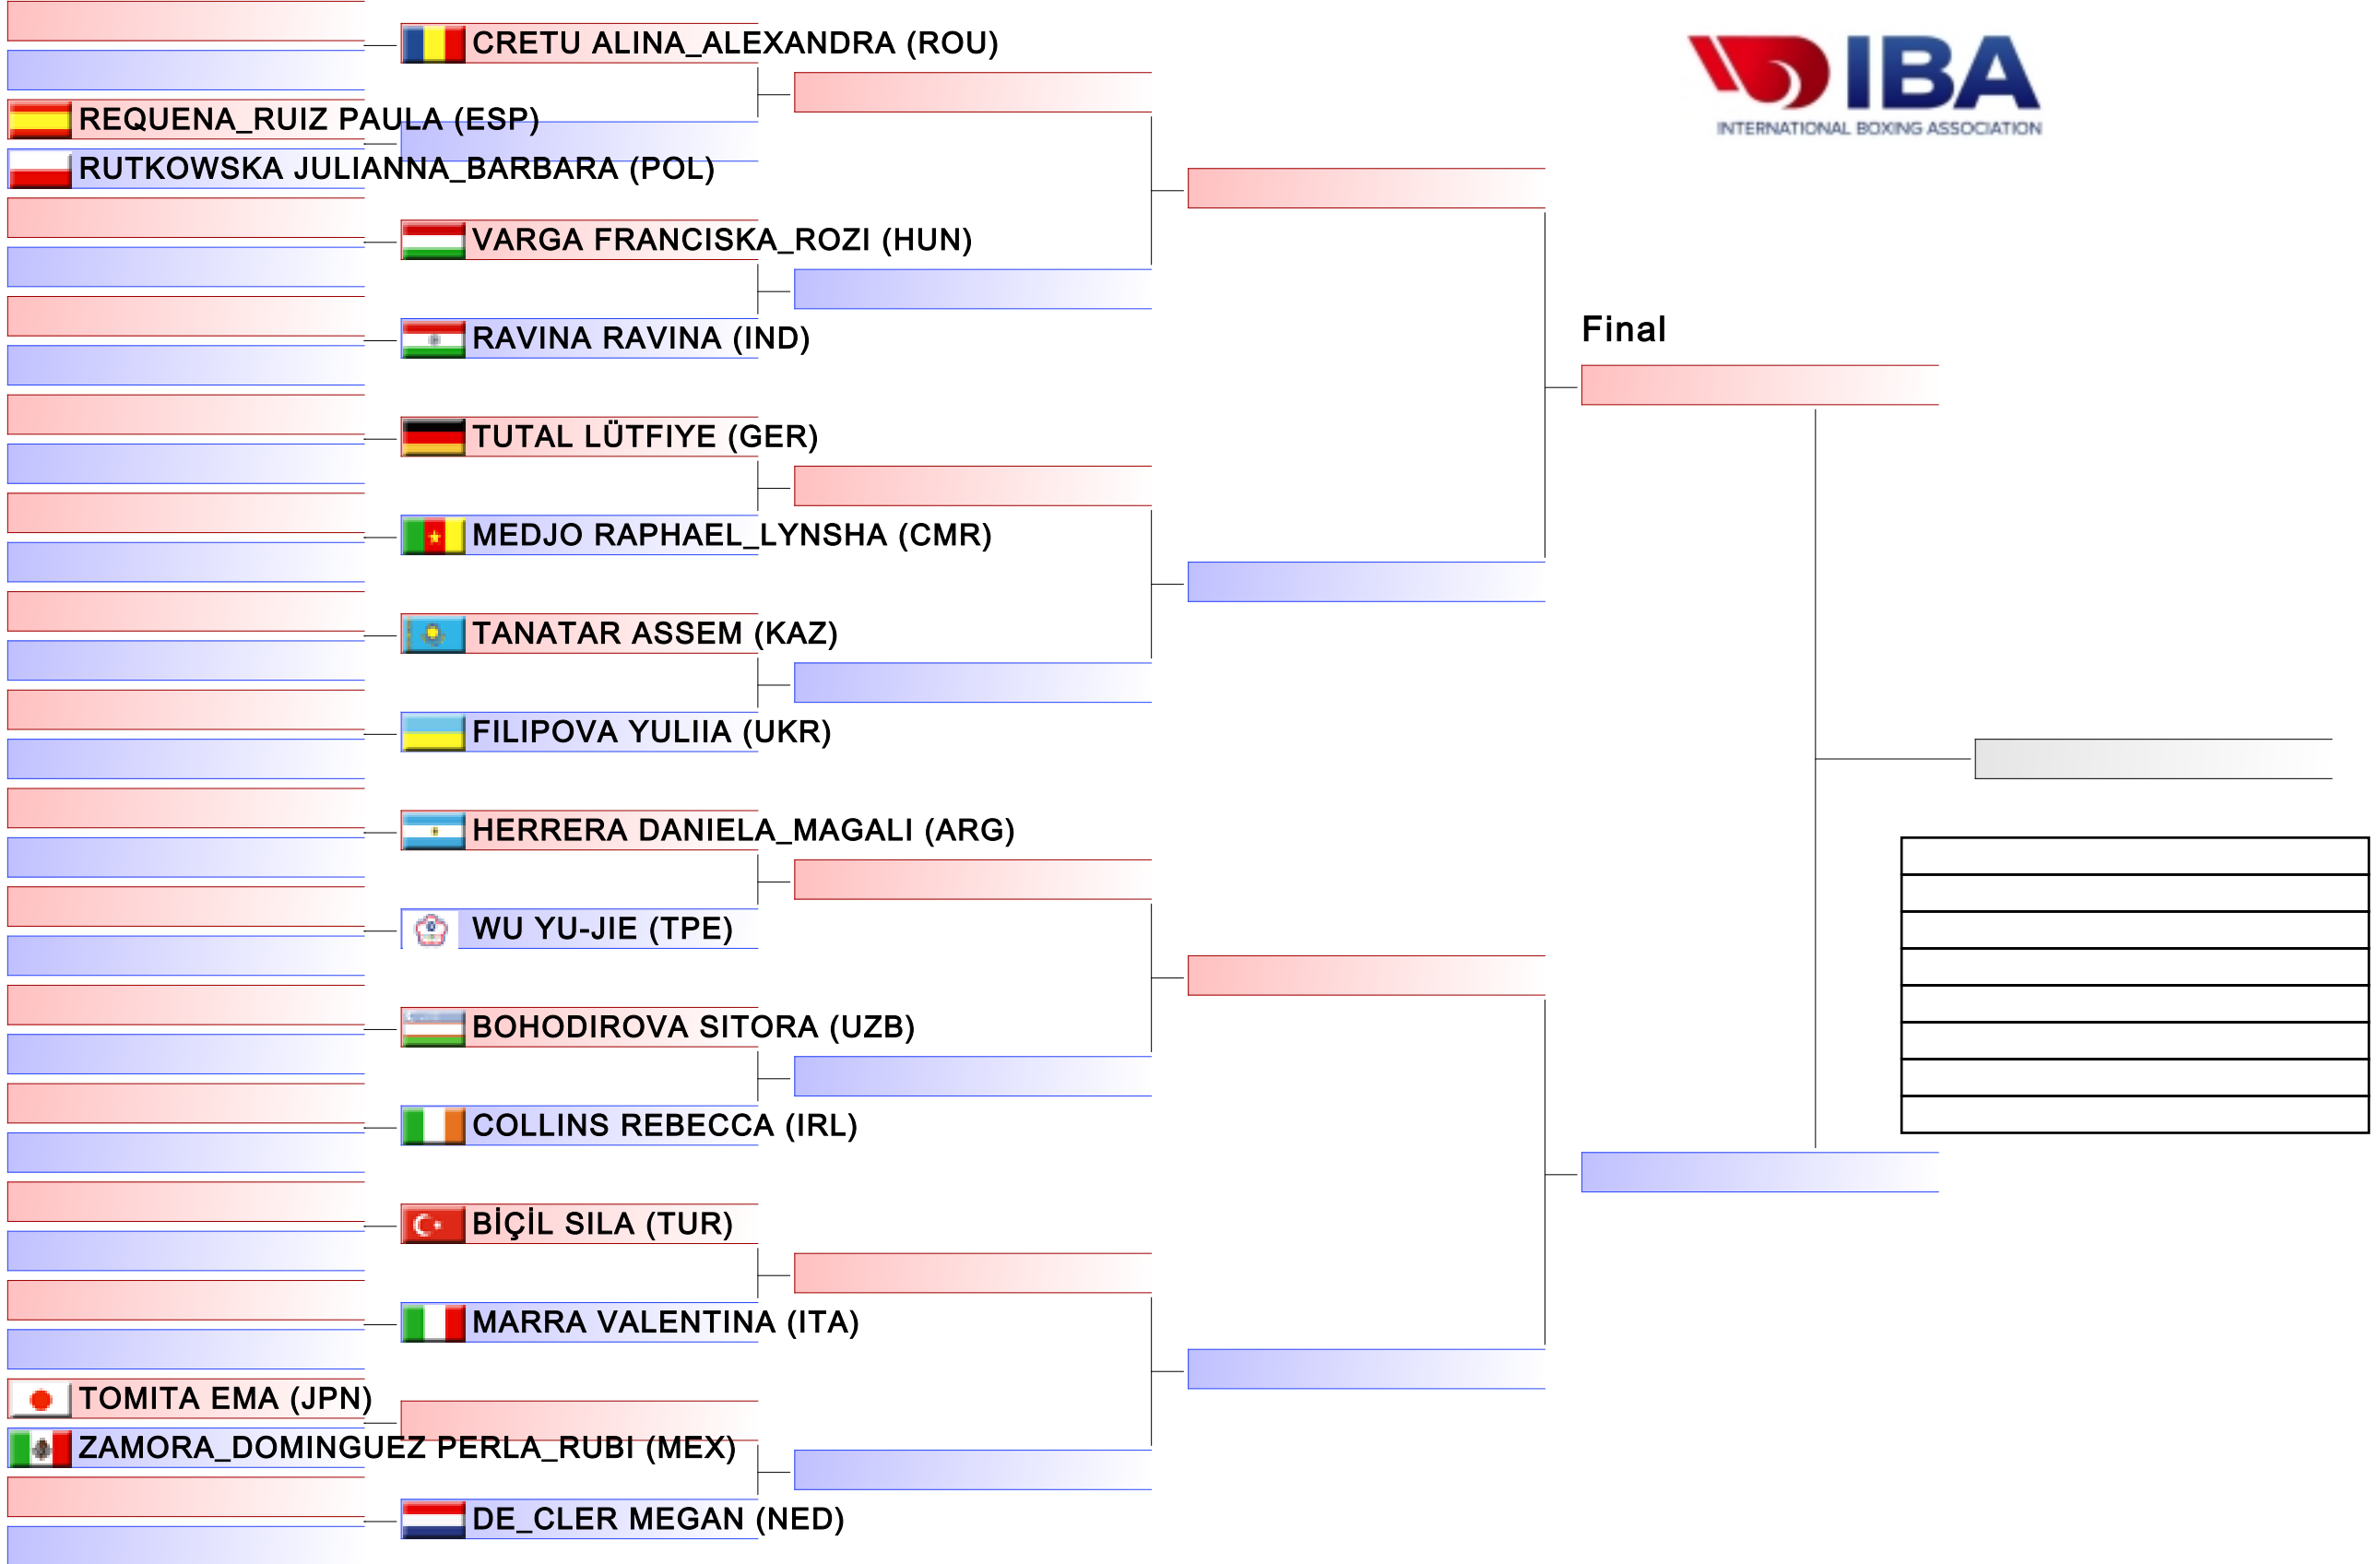 IBA
INTERNATIONAL BOXING ASSOCIATION
CRETU ALINA_ALEXANDRA (ROU)
REQUENA_RUIZ PAULA (ESP)
RUTKOWSKA JULIANNA_BARBARA (POL)
VARGA FRANCISKA_ROZI (HUN)
RAVINA RAVINA (IND)
Final
TUTAL LÜTFIYE (GER)
MEDJO RAPHAEL_LYNSHA (CMR)
TANATAR ASSEM (KAZ)
FILIPOVA YULIIA (UKR)
HERRERA DANIELA_MAGALI (ARG)
WU YU-JIE (TPE)
BOHODIROVA SITORA (UZB)
COLLINS REBECCA (IRL)
BİÇİL SILA (TUR)
MARRA VALENTINA (ITA)
TOMITA EMA (JPN)
ZAMORA_DOMINGUEZ PERLA_RUBI (MEX)
DE_CLER MEGAN (NED)